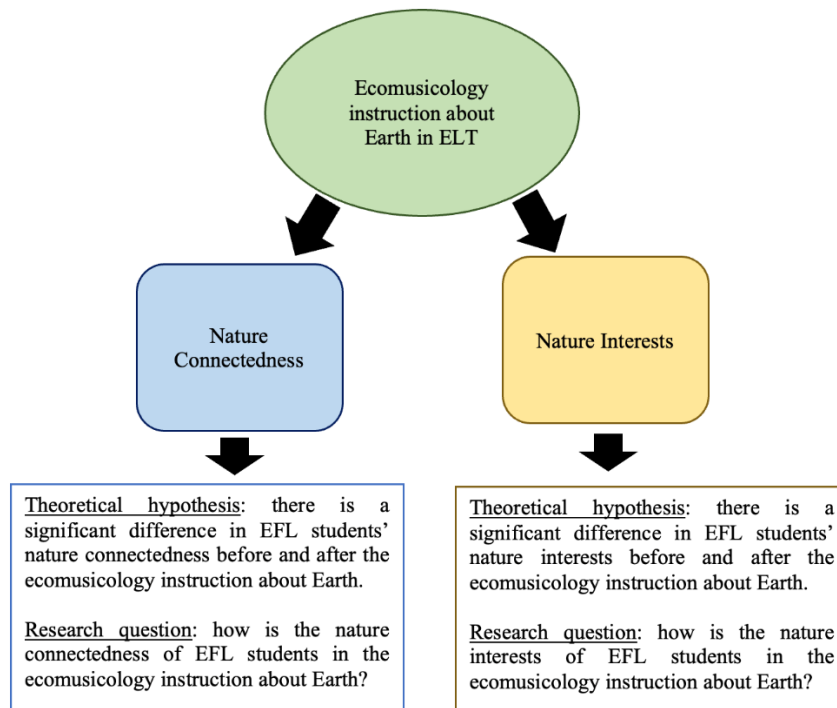 Ecomusicology
instruction about
Earth in ELT
Nature
Connectedness
Nature Interests
Theoretical hypothesis: there is a
significant difference in EFL students’
nature connectedness before and after the
ecomusicology instruction about Earth.
Research question: how is the nature
connectedness of EFL students in the
ecomusicology instruction about Earth?
Theoretical hypothesis: there is a
significant difference in EFL students’
nature interests before and after the
ecomusicology instruction about Earth.
Research question: how is the nature
interests of EFL students in the
ecomusicology instruction about Earth?